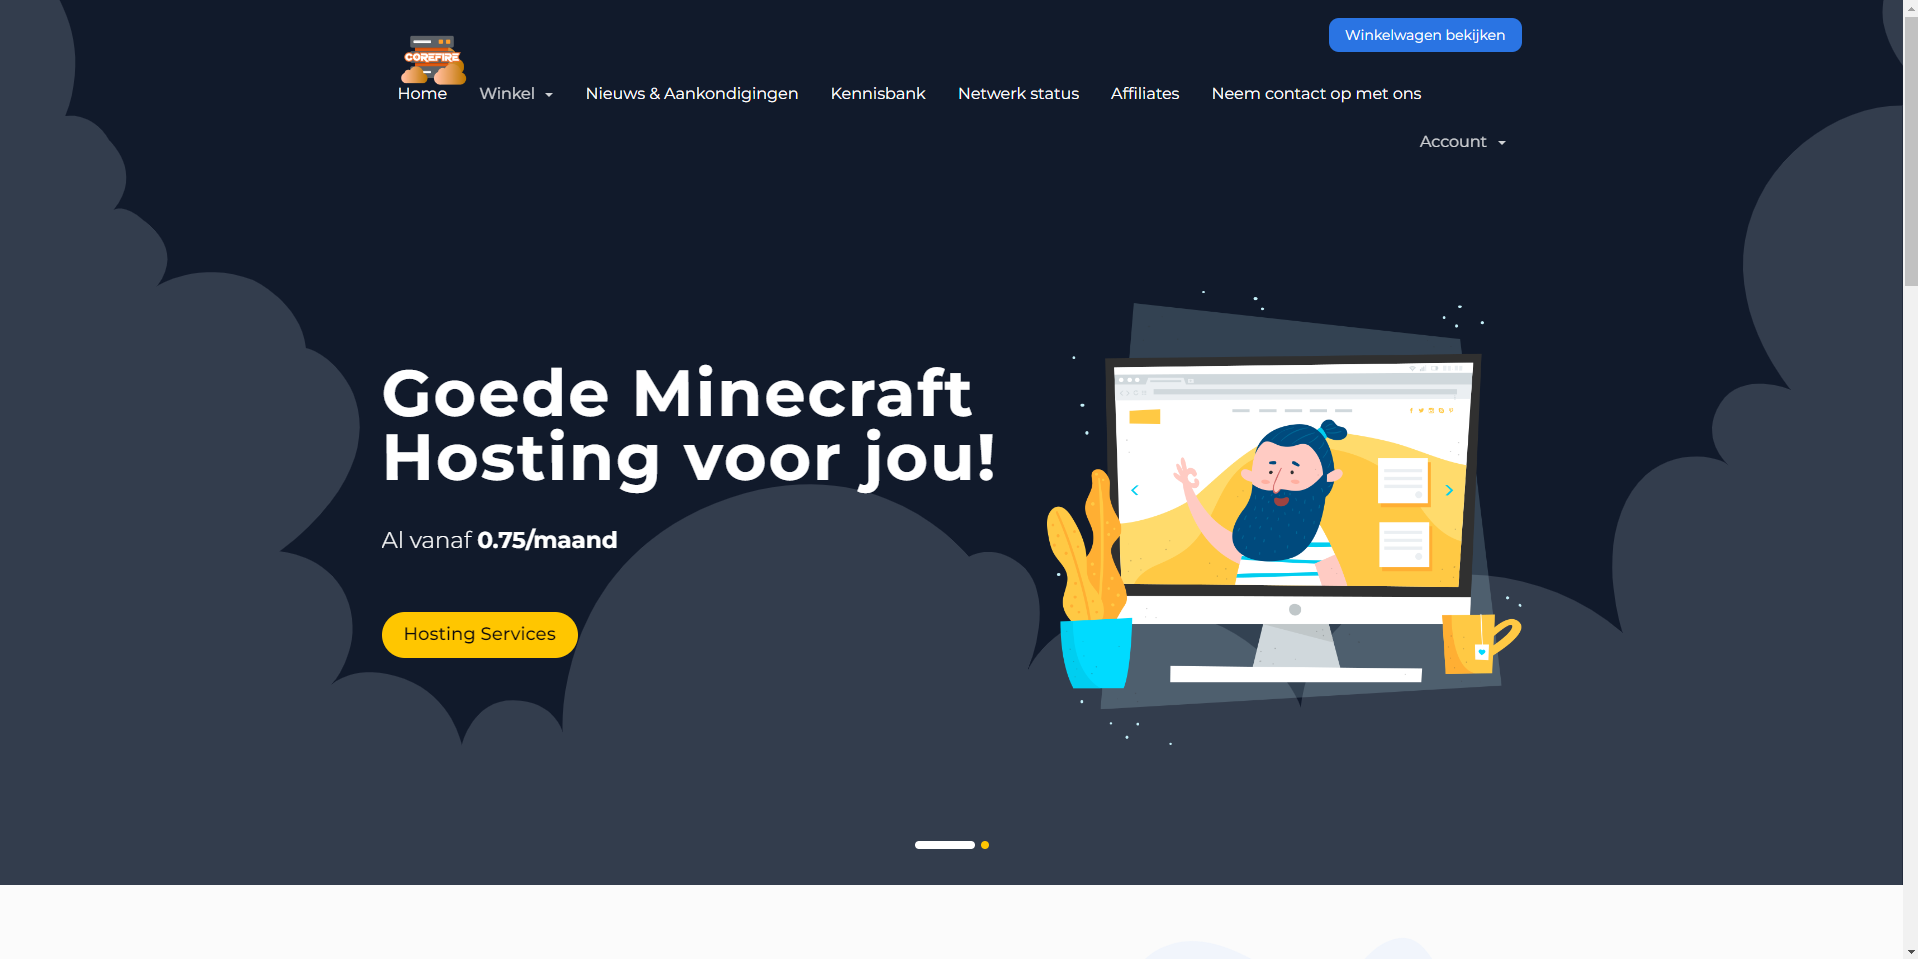 Winkelwagen bekijken
COREFIRE
Home Winkel Nieuws & Aankondigingen Kennisbank Netwerk status Affiliates Neem contact op met ons
Account
Goede Minecraft
Hosting voor jou!
Al vanaf 0.75/maand
Hosting Services